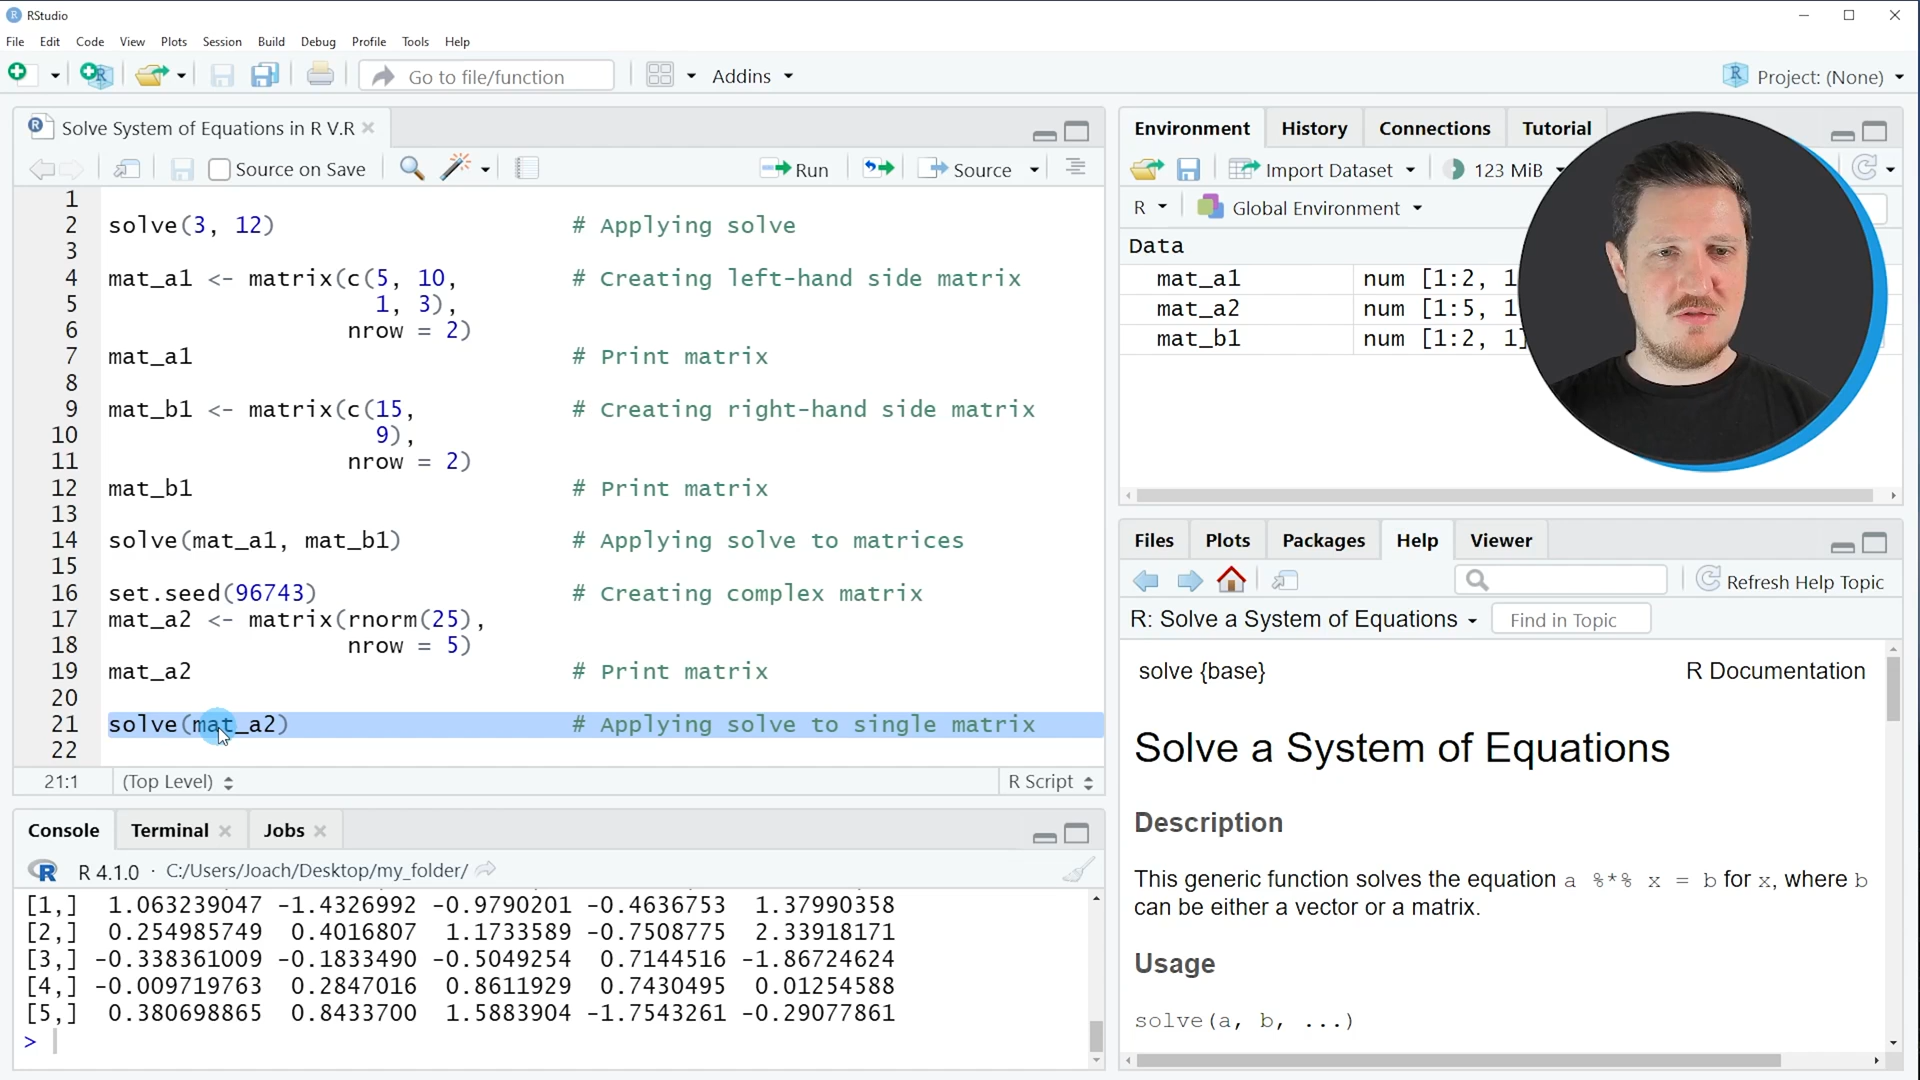 RStudio
File Edit Code View Plots Session Build Debug Profile Tools Help
Go to file/function
Addins
Project: (None)
Solve System of Equations in R V.R
Source on Save
Run
Source
1
2 solve(3, 12) # Applying solve
3
4 mat_a1 <- matrix(c(5, 10, # Creating left-hand side matrix
5 1, 3),
6 nrow = 2)
7 mat_a1 # Print matrix
8
9 mat_b1 <- matrix(c(15, # Creating right-hand side matrix
10 9),
11 nrow = 2)
12 mat_b1 # Print matrix
13
14 solve(mat_a1, mat_b1) # Applying solve to matrices
15
16 set.seed(96743) # Creating complex matrix
17 mat_a2 <- matrix(rnorm(25),
18 nrow = 5)
19 mat_a2 # Print matrix
20
21 solve(mat_a2) # Applying solve to single matrix
22
21:1 (Top Level) R Script
Console Terminal Jobs
R 4.1.0 · C:/Users/Joach/Desktop/my_folder/
[1,] 1.063239047 -1.4326992 -0.9790201 -0.4636753 1.37990358
[2,] 0.254985749 0.4016807 1.1733589 -0.7508775 2.33918171
[3,] -0.338361009 -0.1833490 -0.5049254 0.7144516 -1.86724624
[4,] -0.009719763 0.2847016 0.8611929 0.7430495 0.01254588
[5,] 0.380698865 0.8433700 1.5883904 -1.7543261 -0.29077861
>
Environment History Connections Tutorial
Import Dataset 123 MiB
R Global Environment
Data
mat_a1 num [1:2, 1
mat_a2 num [1:5, 1
mat_b1 num [1:2, 1]
Files Plots Packages Help Viewer
Refresh Help Topic
R: Solve a System of Equations Find in Topic
solve {base} R Documentation
Solve a System of Equations
Description
This generic function solves the equation a %*% x = b for x, where b
can be either a vector or a matrix.
Usage
solve(a, b, ...)